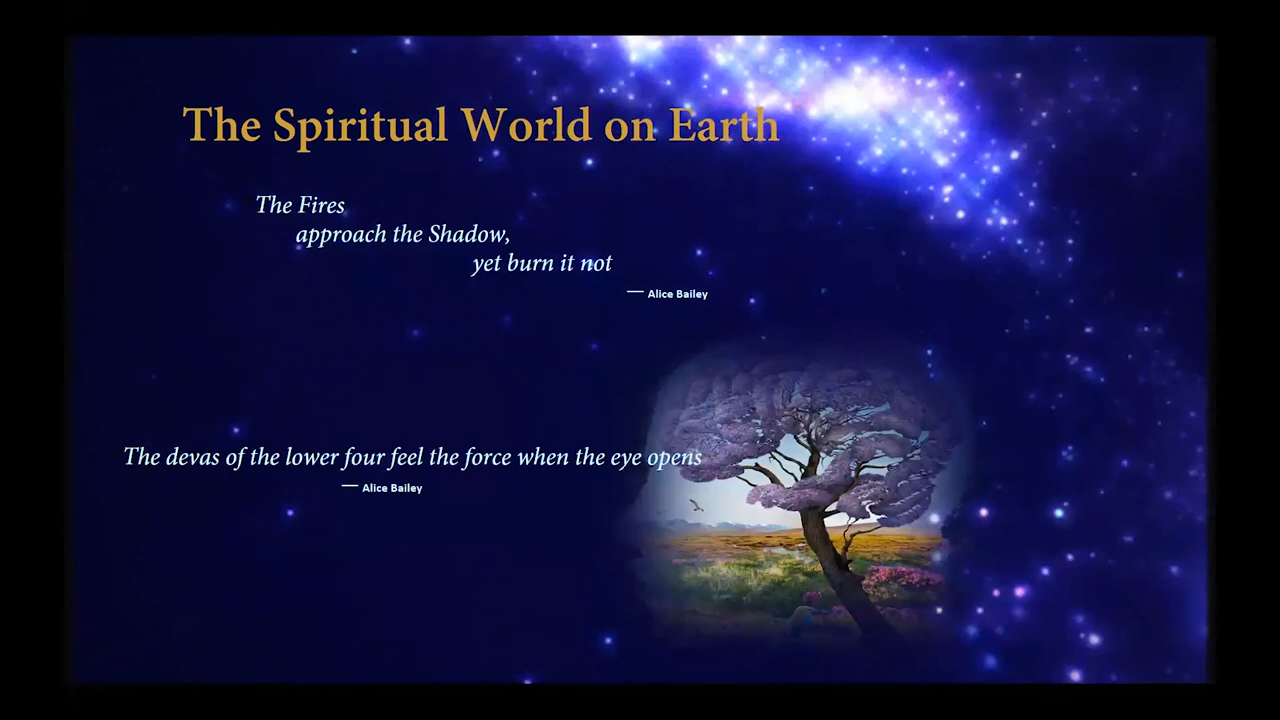 The Spiritual World on Earth
The Fires
approach the Shadow,
yet burn it not
— Alice Bailey
The devas of the lower four feel the force when the eye opens
— Alice Bailey